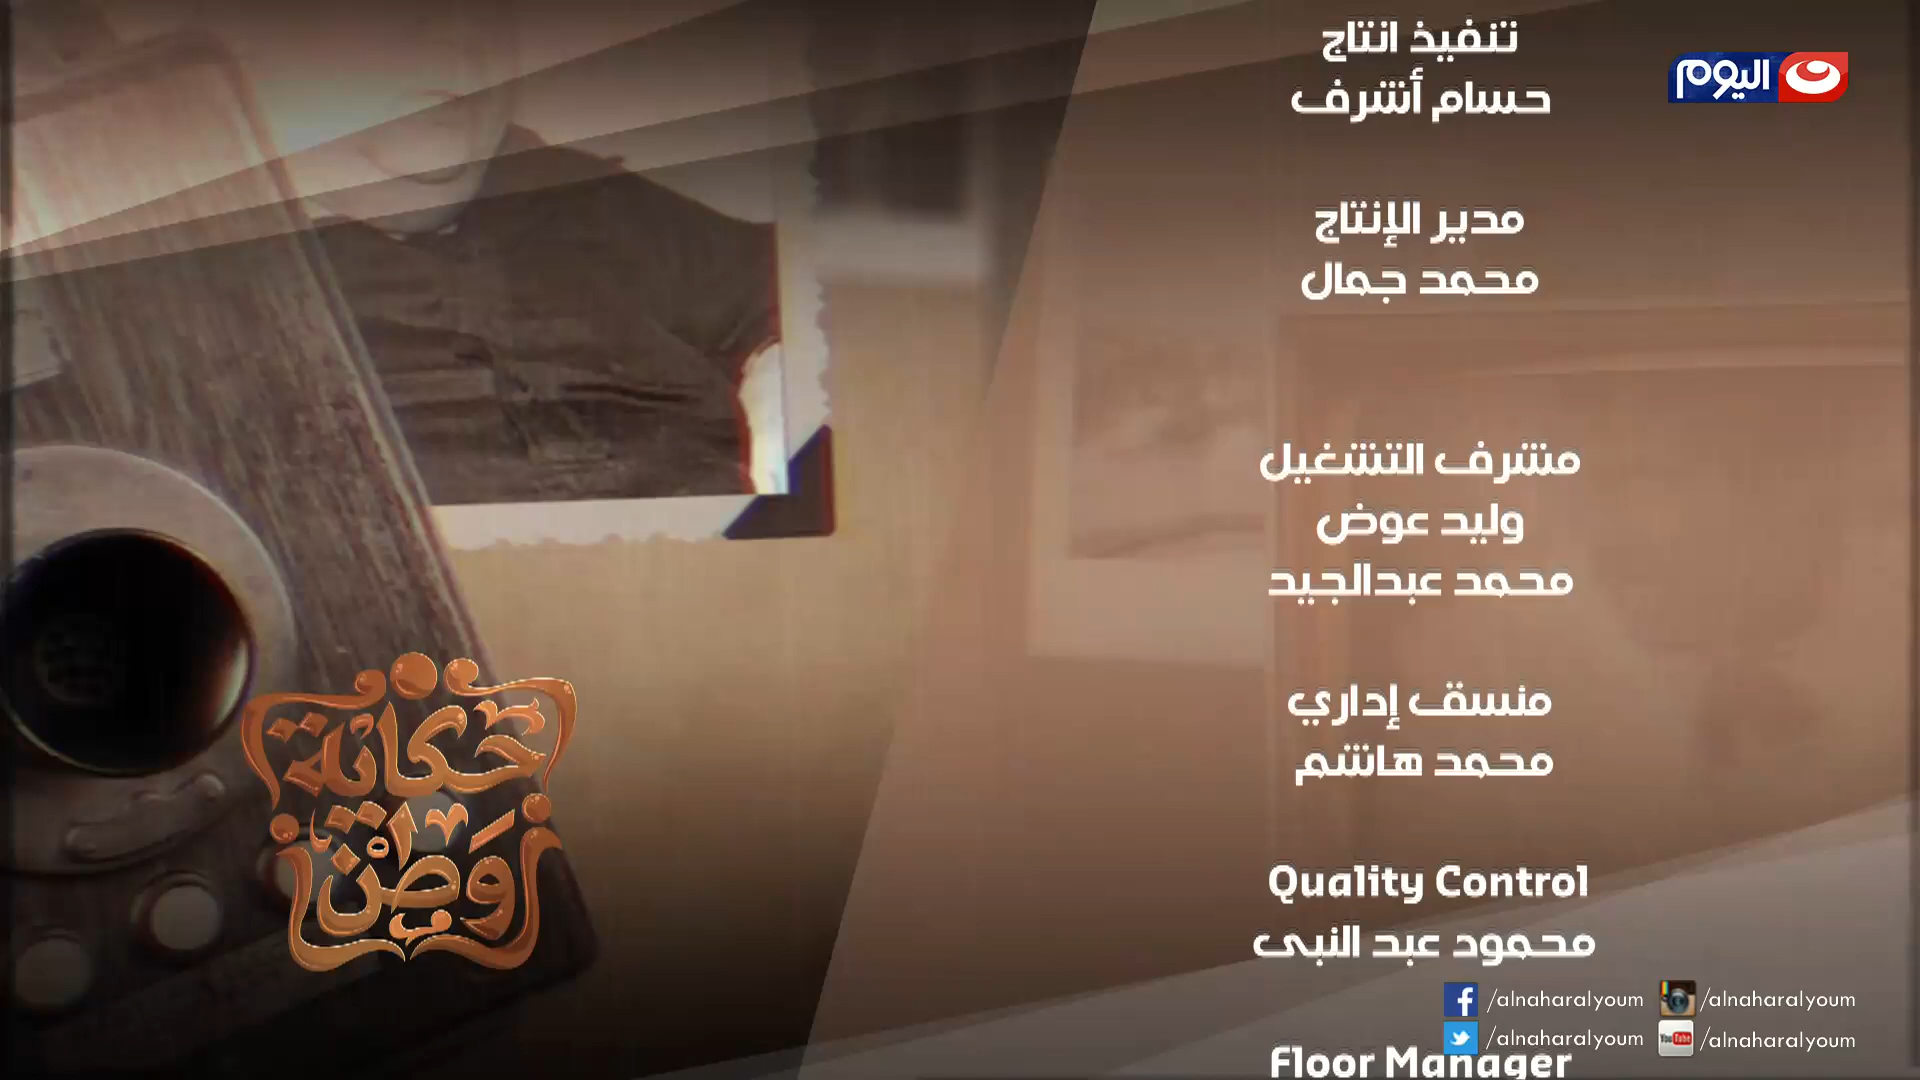 تنفيذ انتاج
حسام أشرف
اليوم
مدير الإنتاج
محمد جمال
مشرف التشغيل
وليد عوض
محمد عبدالجيد
منسق إداري
محمد هاشم
حكاية
وطن
Quality Control
محمود عبد النبى
/alnaharalyoum
/alnaharalyoum
/alnaharalyoum
/alnaharalyoum
Floor Manager